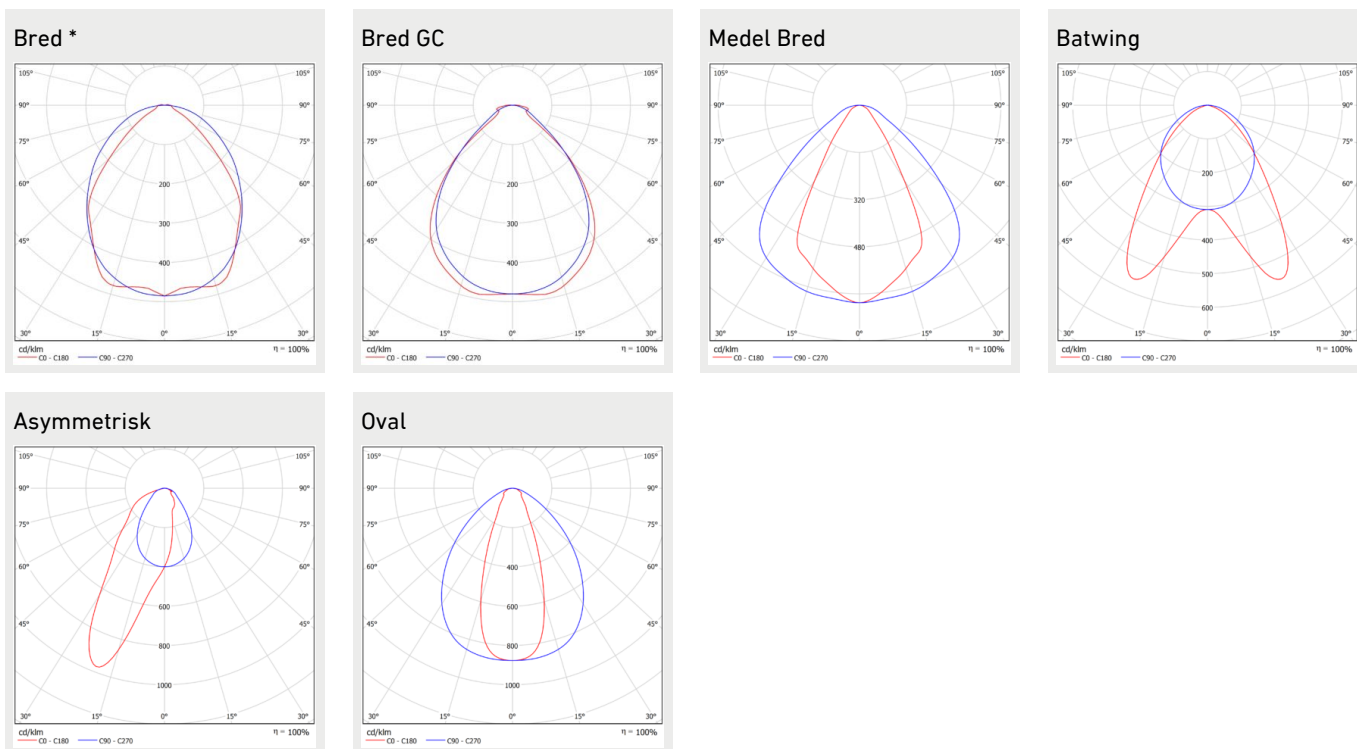 Bred *
105° 105°
90° 90°
75° 75°
60° 60°
45° 45°
200
300
400
30° 15° 0° 15° 30°
cd/klm η = 100%
C0 - C180 C90 - C270
Bred GC
105° 105°
90° 90°
75° 75°
60° 60°
45° 45°
200
300
400
30° 15° 0° 15° 30°
cd/klm η = 100%
C0 - C180 C90 - C270
Medel Bred
105° 105°
90° 90°
75° 75°
60° 60°
45° 45°
320
480
30° 15° 0° 15° 30°
cd/klm η = 100%
C0 - C180 C90 - C270
Batwing
105° 105°
90° 90°
75° 75°
60° 60°
45° 45°
200
400
500
600
30° 15° 0° 15° 30°
cd/klm η = 100%
C0 - C180 C90 - C270
Asymmetrisk
105° 105°
90° 90°
75° 75°
60° 60°
45° 45°
400
600
800
1000
30° 15° 0° 15° 30°
cd/klm η = 100%
C0 - C180 C90 - C270
Oval
105° 105°
90° 90°
75° 75°
60° 60°
45° 45°
400
600
800
1000
30° 15° 0° 15° 30°
cd/klm η = 100%
C0 - C180 C90 - C270